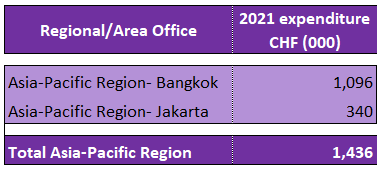 Regional/Area Office 2021 expenditure
CHF (000)
Asia-Pacific Region- Bangkok 1,096
Asia-Pacific Region- Jakarta 340
Total Asia-Pacific Region 1,436